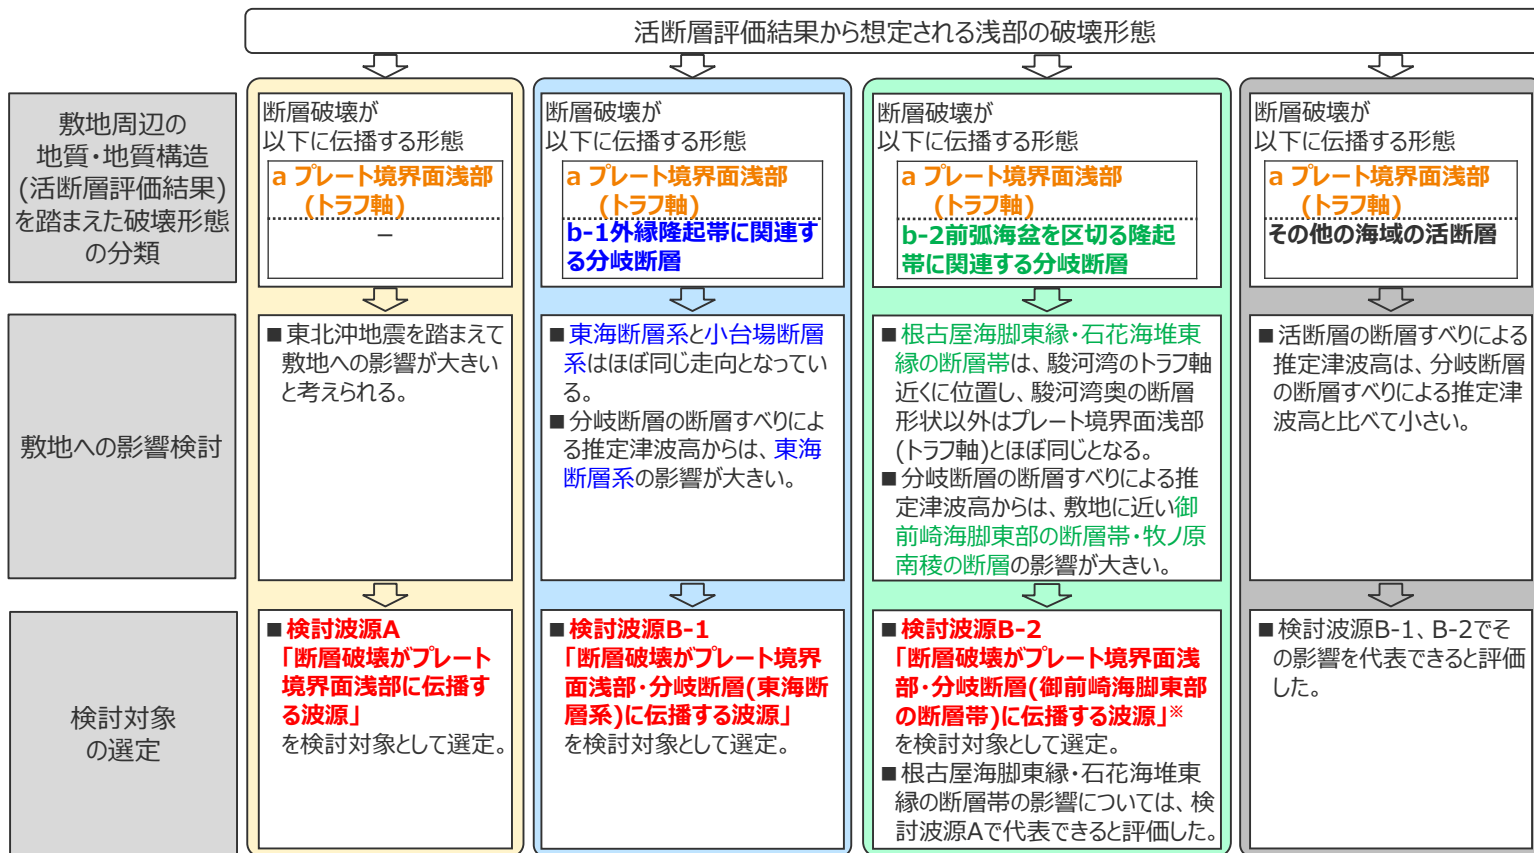 活断層評価結果から想定される浅部の破壊形態
敷地周辺の
地質・地質構造
(活断層評価結果)
を踏まえた破壊形態
の分類
断層破壊が
以下に伝播する形態
a プレート境界面浅部
(トラフ軸)
－
断層破壊が
以下に伝播する形態
a プレート境界面浅部
(トラフ軸)
b-1外縁隆起帯に関連す
る分岐断層
断層破壊が
以下に伝播する形態
a プレート境界面浅部
(トラフ軸)
b-2前弧海盆を区切る隆起
帯に関連する分岐断層
断層破壊が
以下に伝播する形態
a プレート境界面浅部
(トラフ軸)
その他の海域の活断層
敷地への影響検討
■東北沖地震を踏まえて
敷地への影響が大きい
と考えられる。
■東海断層系と小台場断層
系はほぼ同じ走向となってい
る。
■分岐断層の断層すべりによ
る推定津波高からは、東海
断層系の影響が大きい。
■根古屋海脚東縁・石花海堆東
縁の断層帯は、駿河湾のトラフ軸
近くに位置し、駿河湾奥の断層
形状以外はプレート境界面浅部
(トラフ軸)とほぼ同じとなる。
■分岐断層の断層すべりによる推
定津波高からは、敷地に近い御
前崎海脚東部の断層帯・牧ノ原
南稜の断層の影響が大きい。
■活断層の断層すべりによる
推定津波高は、分岐断層
の断層すべりによる推定津
波高と比べて小さい。
検討対象
の選定
■検討波源A
「断層破壊がプレート
境界面浅部に伝播す
る波源」
を検討対象として選定。
■検討波源B-1
「断層破壊がプレート境界
面浅部・分岐断層(東海断
層系)に伝播する波源」
を検討対象として選定。
■検討波源B-2
「断層破壊がプレート境界面浅
部・分岐断層(御前崎海脚東部
の断層帯)に伝播する波源」※
を検討対象として選定。
■根古屋海脚東縁・石花海堆東
縁の断層帯の影響については、検
討波源Aで代表できると評価した。
■検討波源B-1、B-2でそ
の影響を代表できると評価
した。